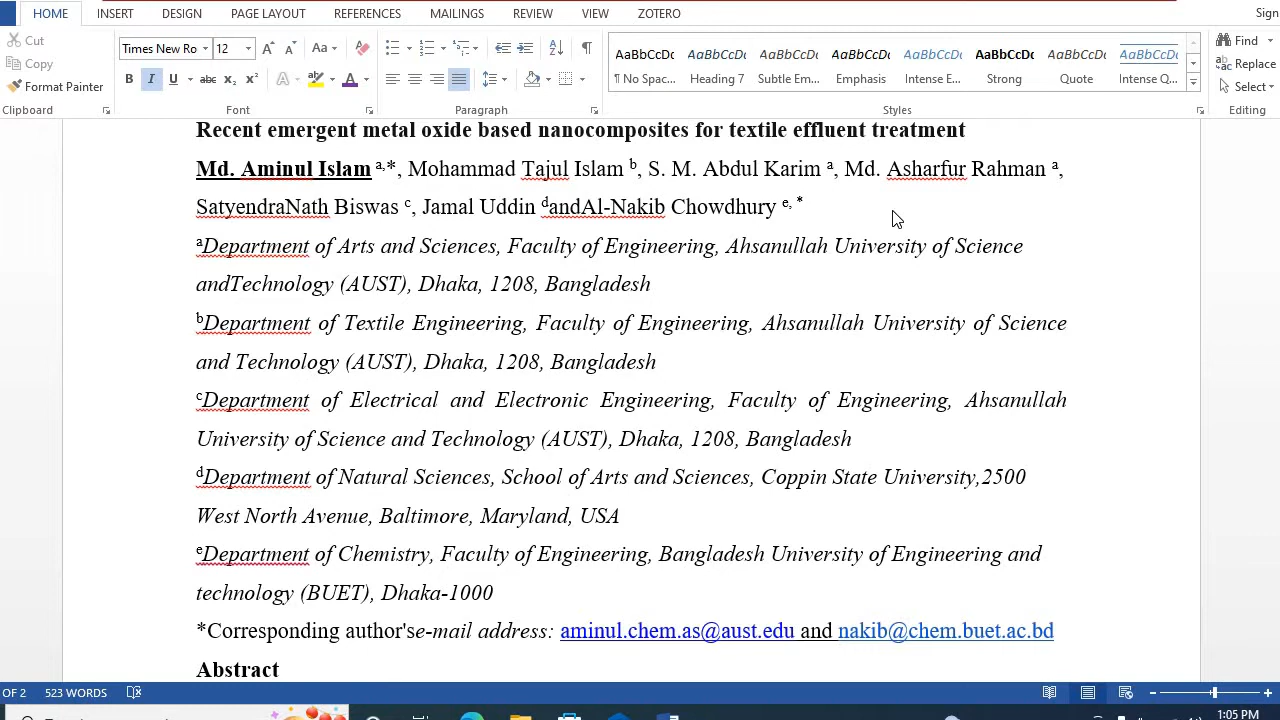 HOME INSERT DESIGN PAGE LAYOUT REFERENCES MAILINGS REVIEW VIEW ZOTERO Sign
Cut
Copy
Format Painter
Clipboard
Times New Ro 12
Font
Paragraph
AaBbCcDc AaBbCcDc AaBbCcDc AaBbCcDc AaBbCcDc AaBbCcDc AaBbCcDc AaBbCcDc
¶ No Spac... Heading 7 Subtle Em... Emphasis Intense E... Strong Quote Intense Q...
Styles
Find
Replace
Select
Editing
Recent emergent metal oxide based nanocomposites for textile effluent treatment
Md. Aminul Islam a,*, Mohammad Tajul Islam b, S. M. Abdul Karim a, Md. Asharfur Rahman a,
SatyendraNath Biswas c, Jamal Uddin dandAl-Nakib Chowdhury e, *
aDepartment of Arts and Sciences, Faculty of Engineering, Ahsanullah University of Science
andTechnology (AUST), Dhaka, 1208, Bangladesh
bDepartment of Textile Engineering, Faculty of Engineering, Ahsanullah University of Science
and Technology (AUST), Dhaka, 1208, Bangladesh
cDepartment of Electrical and Electronic Engineering, Faculty of Engineering, Ahsanullah
University of Science and Technology (AUST), Dhaka, 1208, Bangladesh
dDepartment of Natural Sciences, School of Arts and Sciences, Coppin State University,2500
West North Avenue, Baltimore, Maryland, USA
eDepartment of Chemistry, Faculty of Engineering, Bangladesh University of Engineering and
technology (BUET), Dhaka-1000
*Corresponding author'se-mail address: aminul.chem.as@aust.edu and nakib@chem.buet.ac.bd
Abstract
OF 2 523 WORDS
1:05 PM